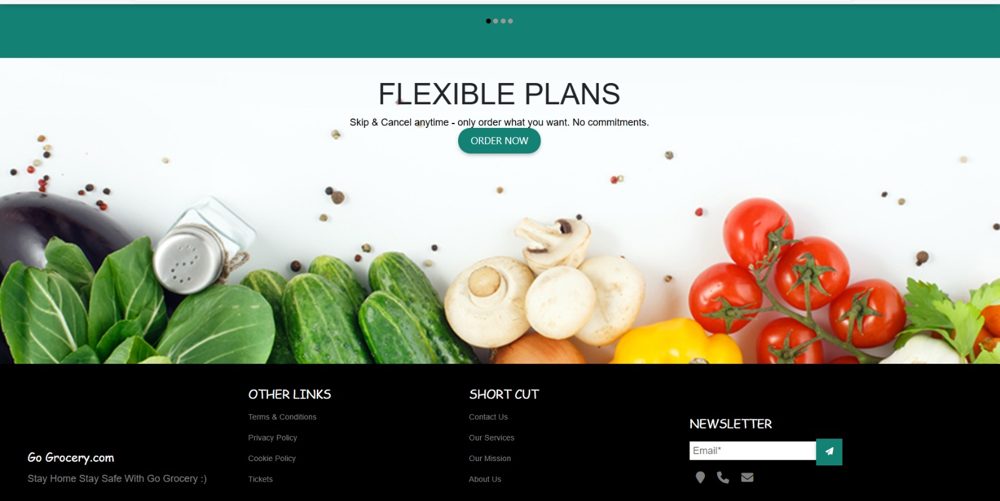 FLEXIBLE PLANS
Skip & Cancel anytime - only order what you want. No commitments.
ORDER NOW
Go Grocery.com
Stay Home Stay Safe With Go Grocery :)
OTHER LINKS
Terms & Conditions
Privacy Policy
Cookie Policy
Tickets
SHORT CUT
Contact Us
Our Services
Our Mission
About Us
NEWSLETTER
Email*